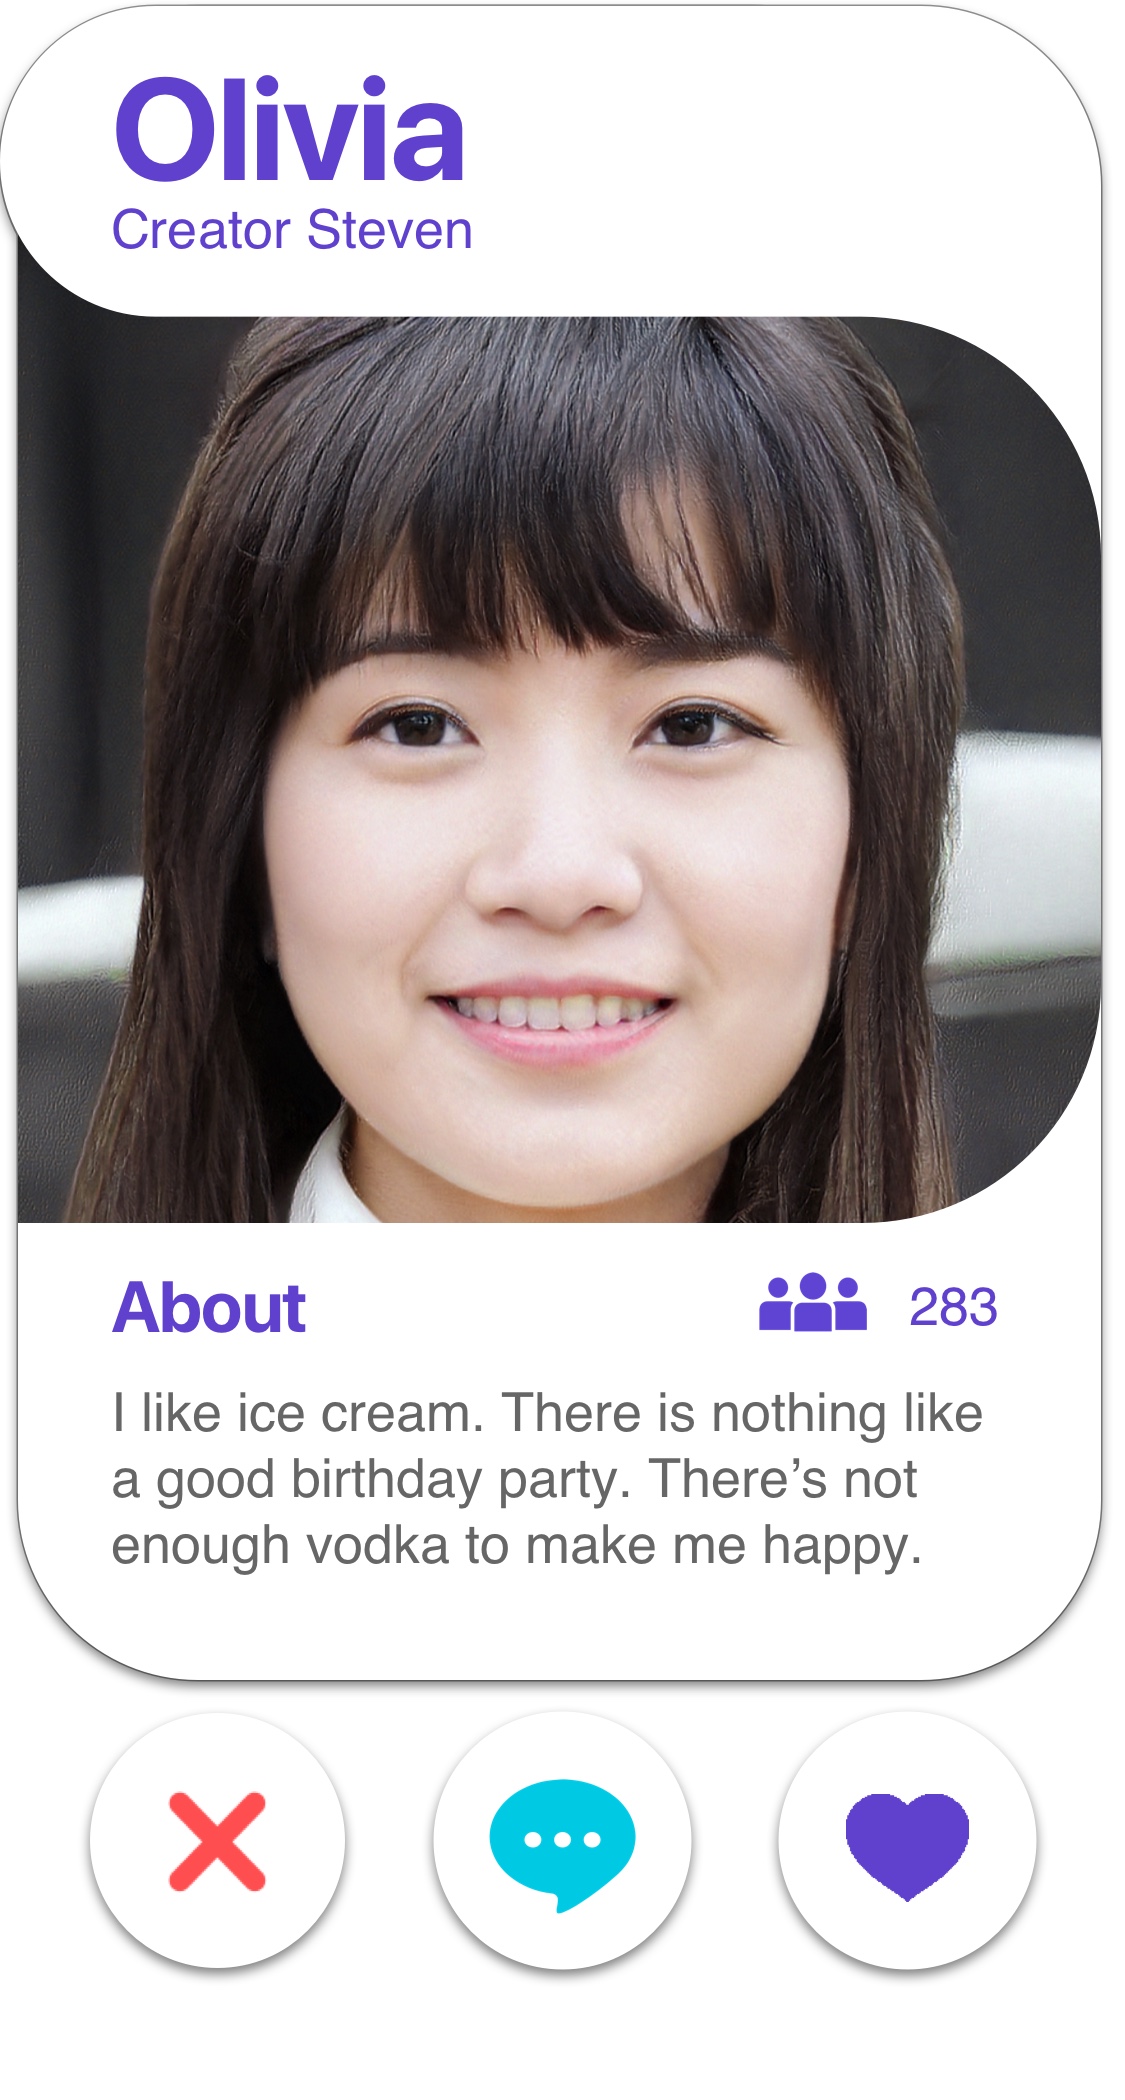 Olivia
Creator Steven
About
283
I like ice cream. There is nothing like
a good birthday party. There’s not
enough vodka to make me happy.